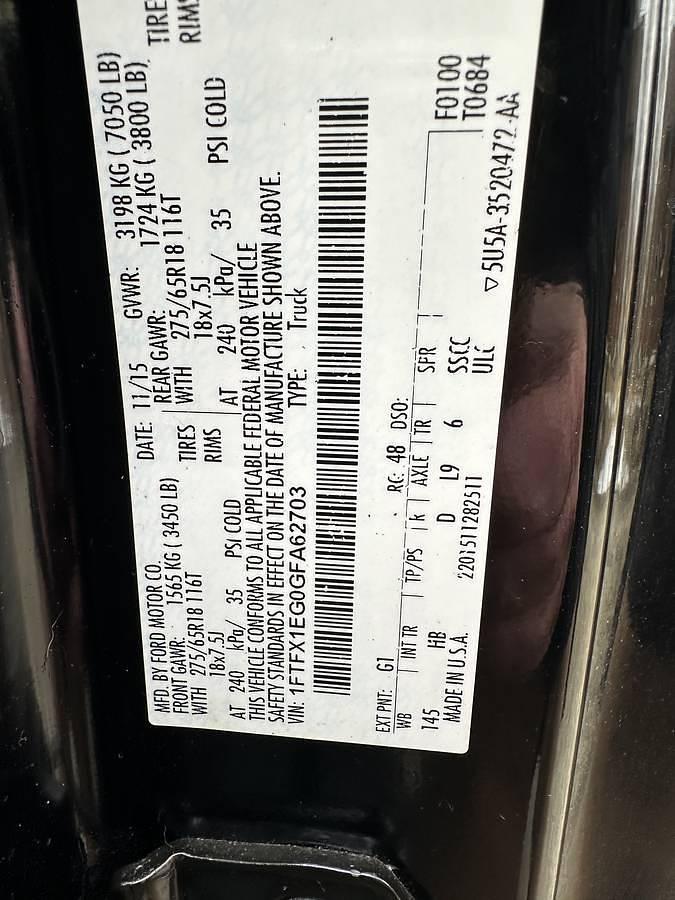 MFD. BY FORD MOTOR CO. DATE: 11/15 GVWR: 3198 KG ( 7050 LB)
FRONT GAWR: 1565 KG ( 3450 LB) REAR GAWR: 1724 KG ( 3800 LB)
WITH 275/65R18 116T TIRES WITH 275/65R18 116T TIRES
18x7.5J RIMS 18x7.5J RIMS
AT 240 kPa/ 35 PSI COLD AT 240 kPa/ 35 PSI COLD
THIS VEHICLE CONFORMS TO ALL APPLICABLE FEDERAL MOTOR VEHICLE
SAFETY STANDARDS IN EFFECT ON THE DATE OF MANUFACTURE SHOWN ABOVE.
VIN: 1FTFX1EG0GFA62703 TYPE: Truck
EXT PNT: G1 RC: 48 DSO:
WB INT TR TP/PS R AXLE TR SPR F0100
145 HB D L9 6 SSCC T0684
MADE IN U.S.A. 2201511282511 ULC
▽5U5A-3520472-AA